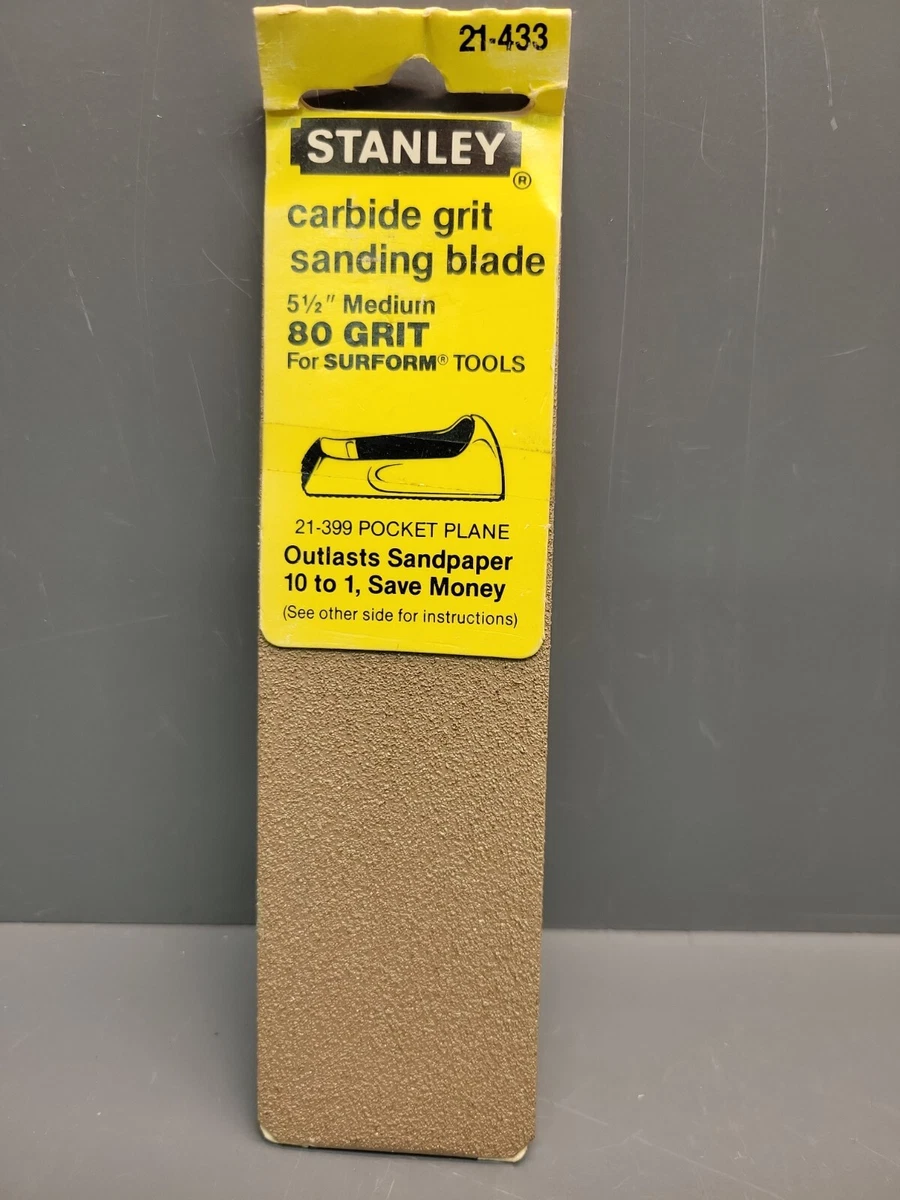 21-433
STANLEY
®
carbide grit
sanding blade
5½" Medium
80 GRIT
For SURFORM® TOOLS
21-399 POCKET PLANE
Outlasts Sandpaper
10 to 1, Save Money
(See other side for instructions)